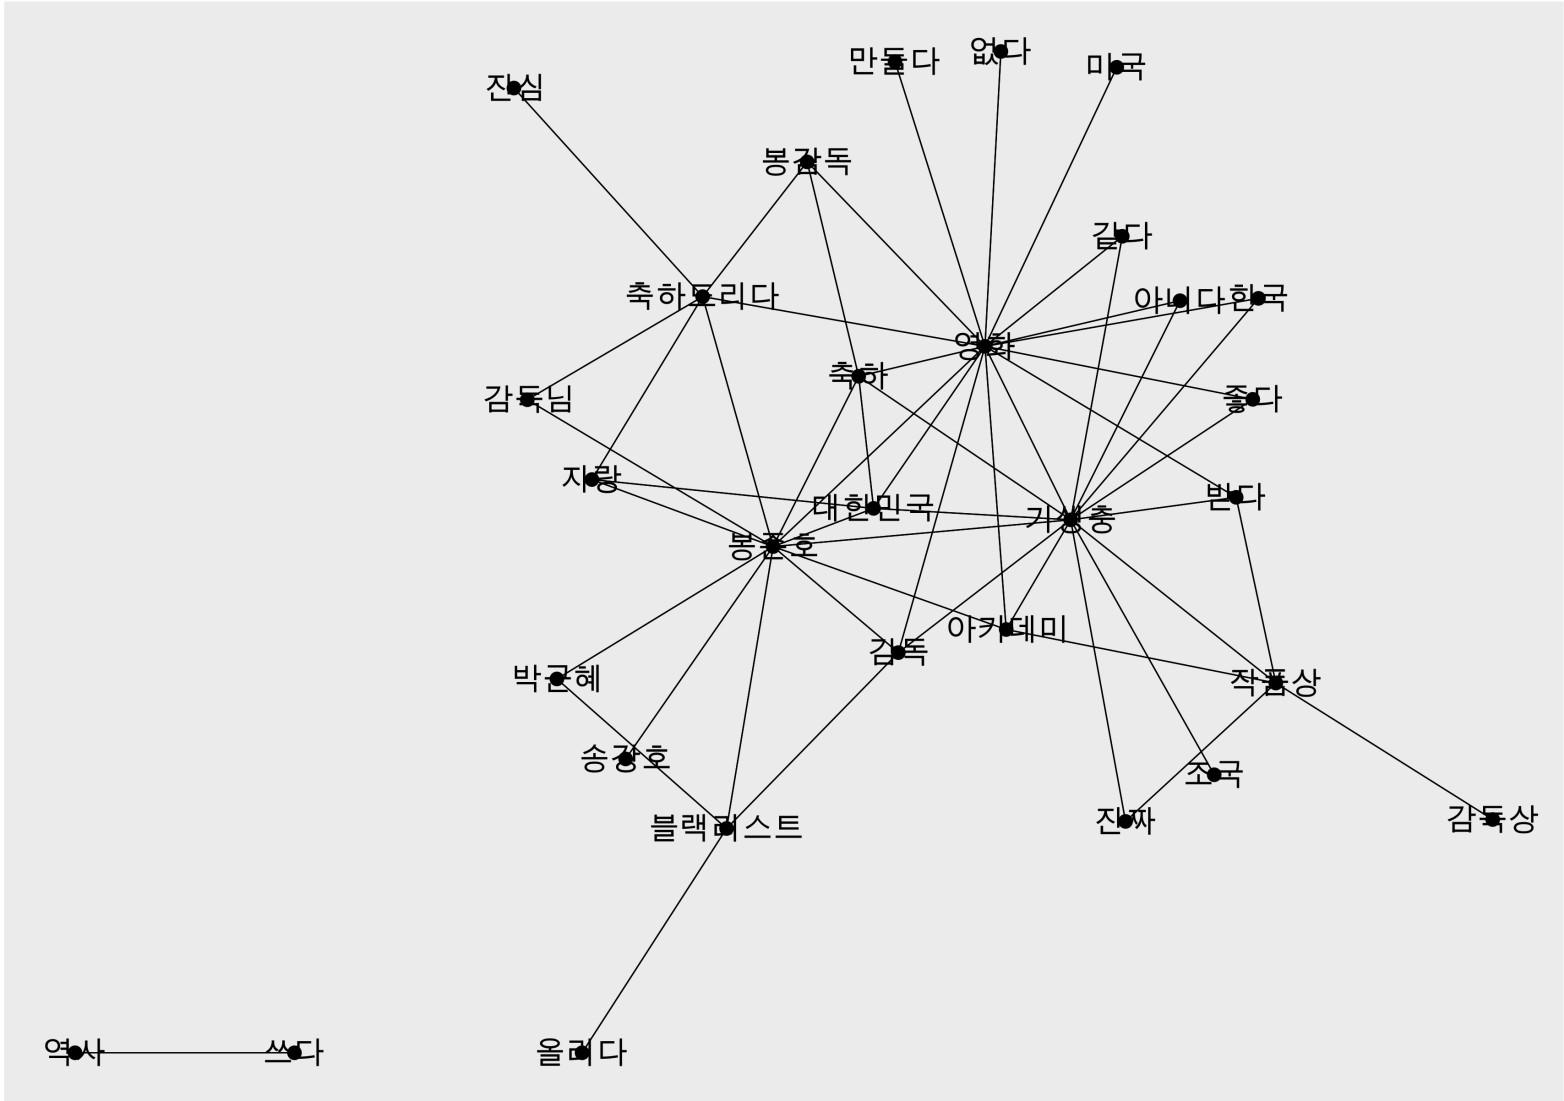 없다
만들다
미국
진심
봉감독
같다
축하드리다
아니다
한국
영화
축하
감독님
좋다
자랑
받다
대한민국
기생충
봉준호
아카데미
감독
박근혜
작품상
송강호
조국
블랙리스트
진짜
감독상
역사
쓰다
올리다